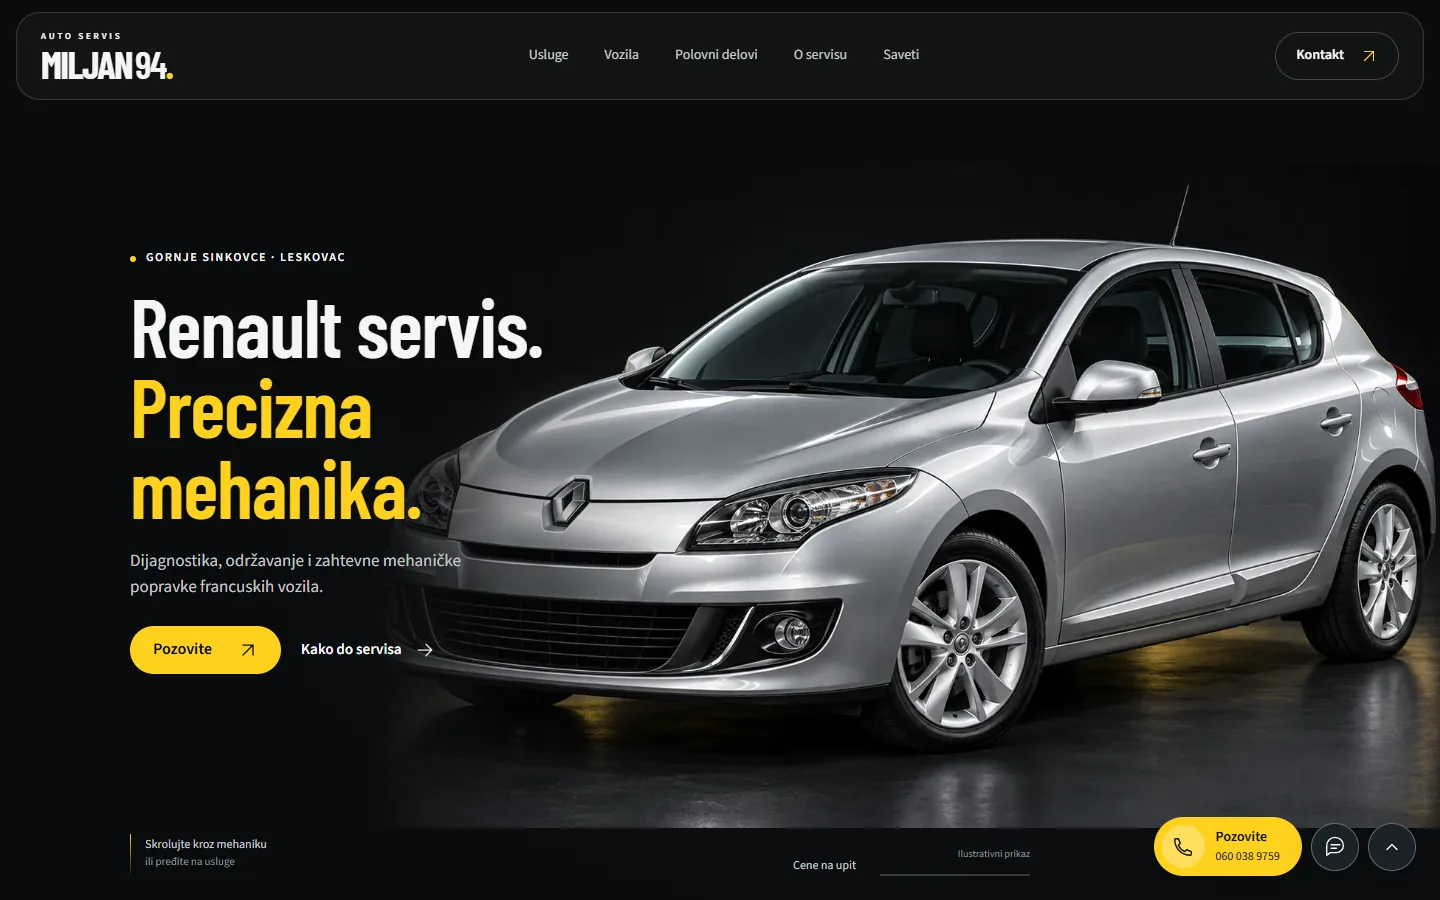 AUTO SERVIS
MILJAN 94.
Usluge
Vozila
Polovni delovi
O servisu
Saveti
Kontakt
GORNJE SINKOVCE · LESKOVAC
Renault servis.
Precizna
mehanika.
Dijagnostika, održavanje i zahtevne mehaničke
popravke francuskih vozila.
Pozovite
Kako do servisa
Skrolujte kroz mehaniku
ili pređite na usluge
Cene na upit
Ilustrativni prikaz
Pozovite
060 038 9759